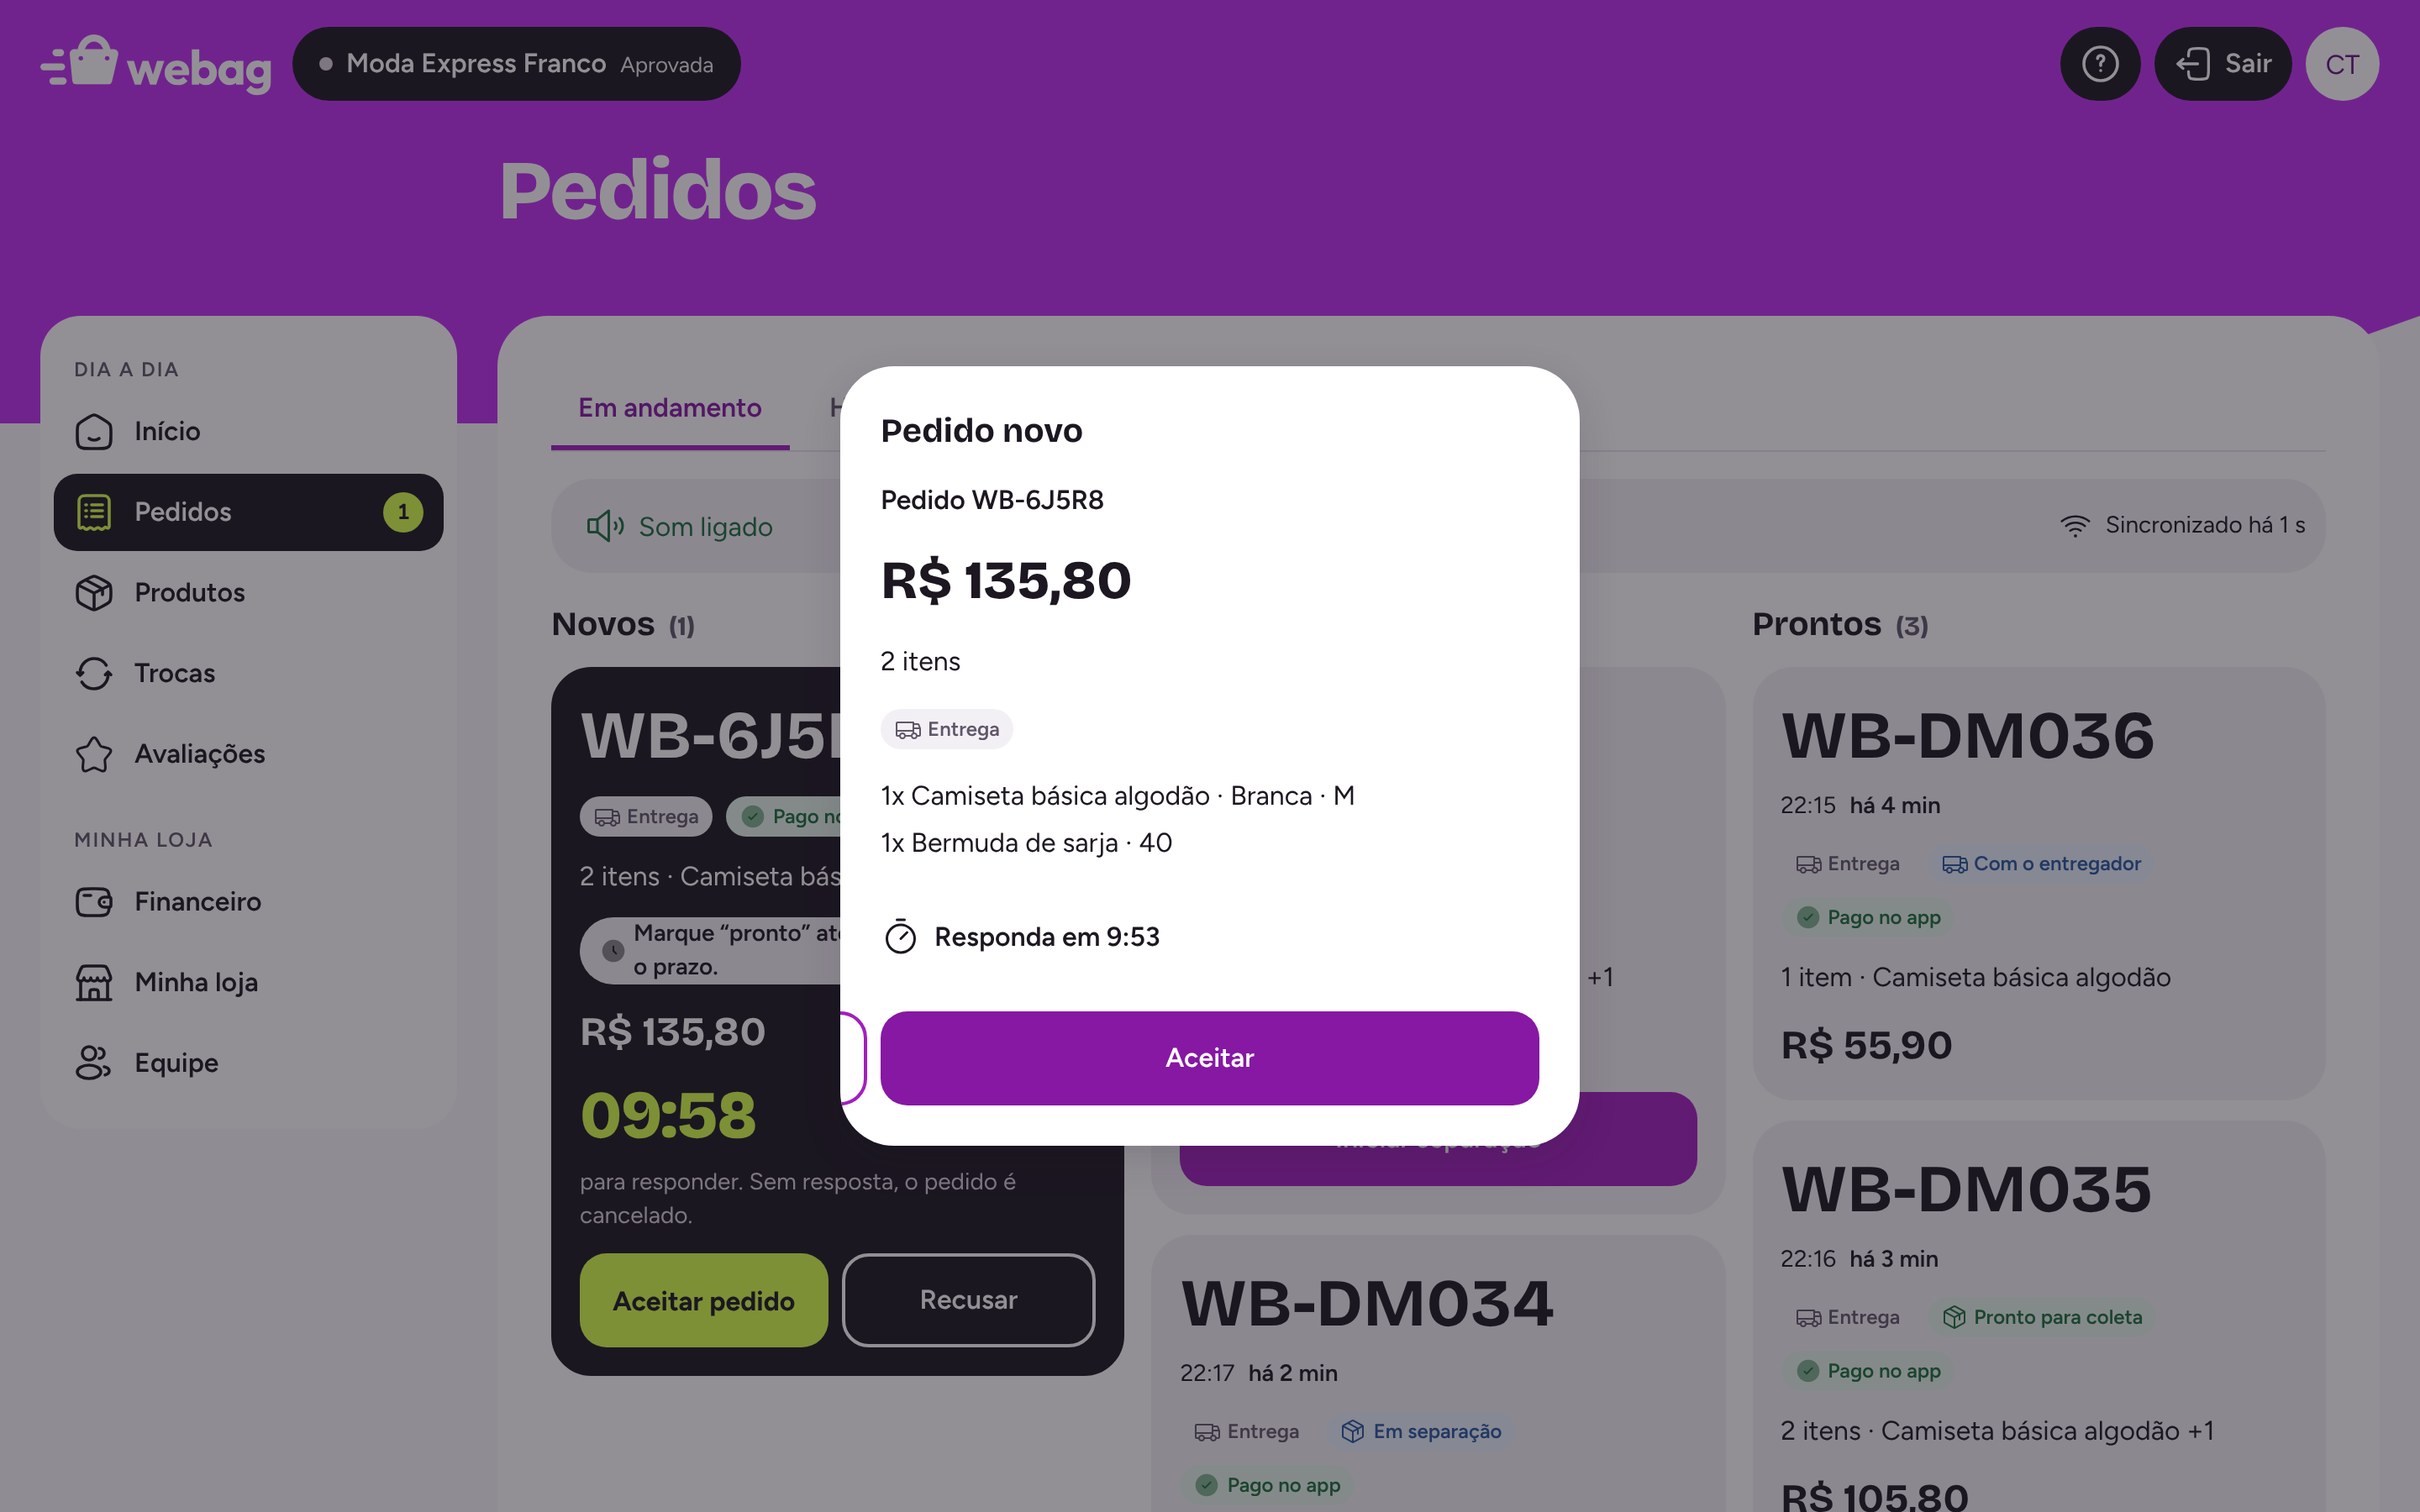 webag
Moda Express Franco Aprovada
Sair
CT
Pedidos
DIA A DIA
Início
Pedidos 1
Produtos
Trocas
Avaliações
MINHA LOJA
Financeiro
Minha loja
Equipe
Em andamento
Som ligado
Sincronizado há 1 s
Novos (1)
WB-6J5
Entrega
Pago no
2 itens · Camiseta bás
Marque “pronto” até
o prazo.
R$ 135,80
09:58
para responder. Sem resposta, o pedido é
cancelado.
Aceitar pedido
Recusar
Pedido novo
Pedido WB-6J5R8
R$ 135,80
2 itens
Entrega
1x Camiseta básica algodão · Branca · M
1x Bermuda de sarja · 40
Responda em 9:53
Aceitar
+1
WB-DM034
22:17 há 2 min
Entrega
Em separação
Pago no app
Prontos (3)
WB-DM036
22:15 há 4 min
Entrega
Com o entregador
Pago no app
1 item · Camiseta básica algodão
R$ 55,90
WB-DM035
22:16 há 3 min
Entrega
Pronto para coleta
Pago no app
2 itens · Camiseta básica algodão +1
R$ 105,80